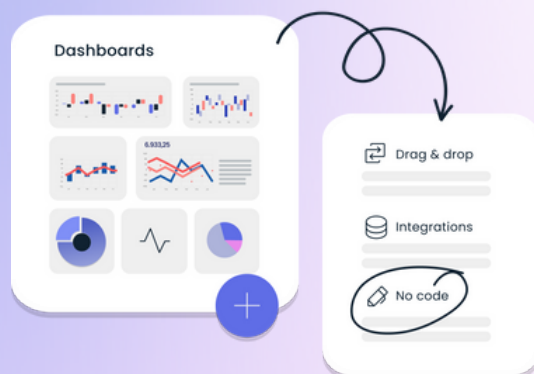 Dashboards
6.933,25
Drag & drop
Integrations
No code